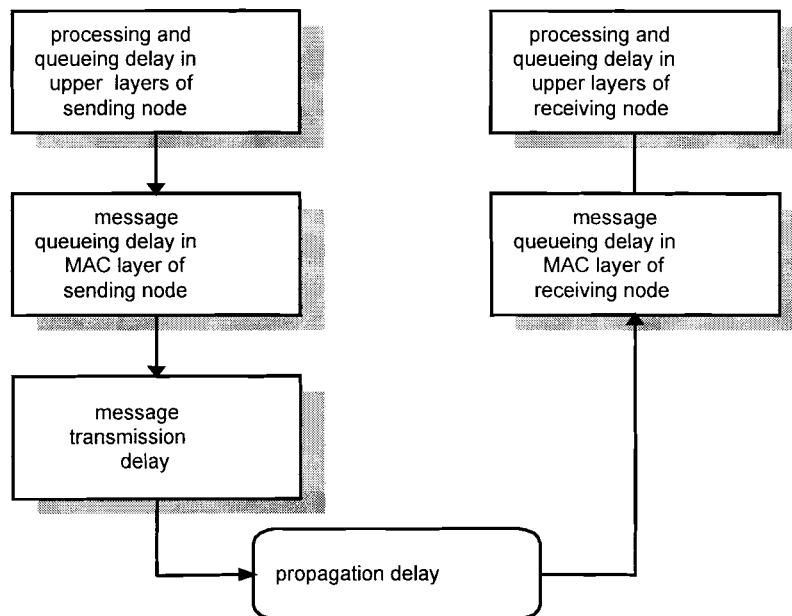 processing and
queueing delay in
upper layers of
sending node
message
queueing delay in
MAC layer of
sending node
message
transmission
delay
propagation delay
processing and
queueing delay in
upper layers of
receiving node
message
queueing delay in
MAC layer of
receiving node